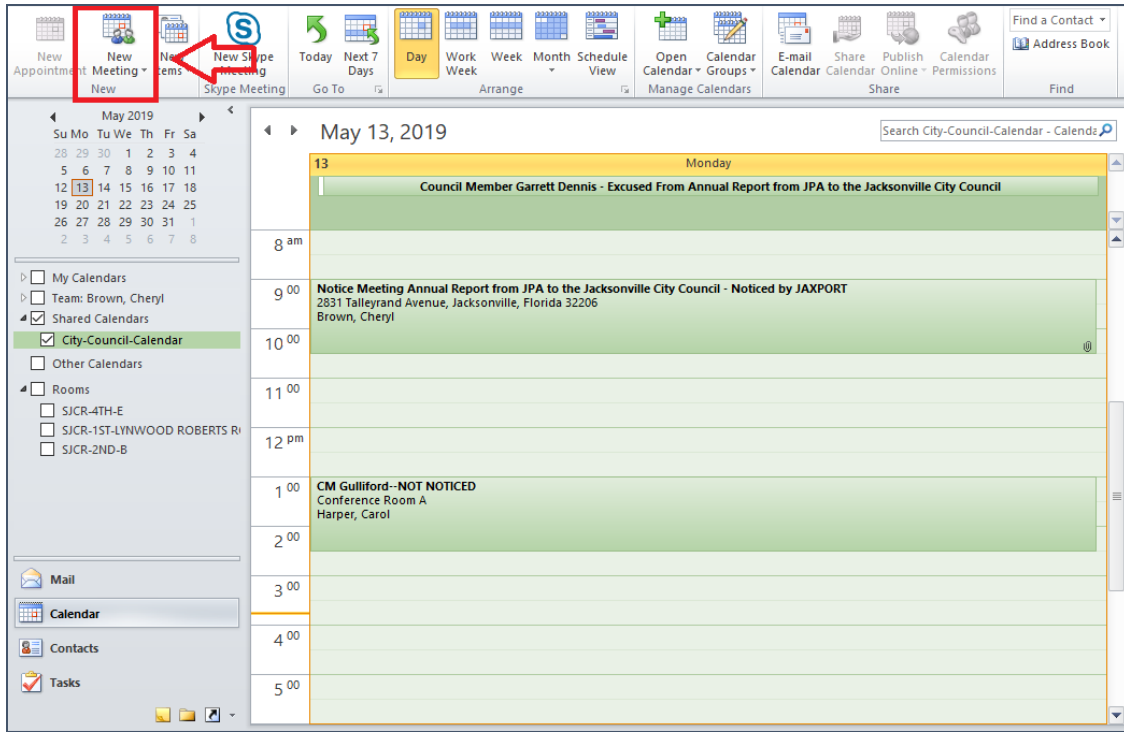 New Appointment
New Meeting
New Items
New
New Skype Meeting
Skype Meeting
Today
Next 7 Days
Go To
Day
Work Week
Week
Month
Schedule View
Arrange
Open Calendar
Calendar Groups
Manage Calendars
E-mail Calendar
Share Calendar
Publish Online
Calendar Permissions
Share
Find a Contact
Address Book
Find
May 2019
Su Mo Tu We Th Fr Sa
28 29 30 1 2 3 4
5 6 7 8 9 10 11
12 13 14 15 16 17 18
19 20 21 22 23 24 25
26 27 28 29 30 31 1
2 3 4 5 6 7 8
My Calendars
Team: Brown, Cheryl
Shared Calendars
City-Council-Calendar
Other Calendars
Rooms
SJCR-4TH-E
SJCR-1ST-LYNWOOD ROBERTS R
SJCR-2ND-B
Mail
Calendar
Contacts
Tasks
May 13, 2019
Search City-Council-Calendar - Calenda
13 Monday
Council Member Garrett Dennis - Excused From Annual Report from JPA to the Jacksonville City Council
8 am
9 00
Notice Meeting Annual Report from JPA to the Jacksonville City Council - Noticed by JAXPORT
2831 Talleyrand Avenue, Jacksonville, Florida 32206
Brown, Cheryl
10 00
11 00
12 pm
1 00
CM Gulliford--NOT NOTICED
Conference Room A
Harper, Carol
2 00
3 00
4 00
5 00